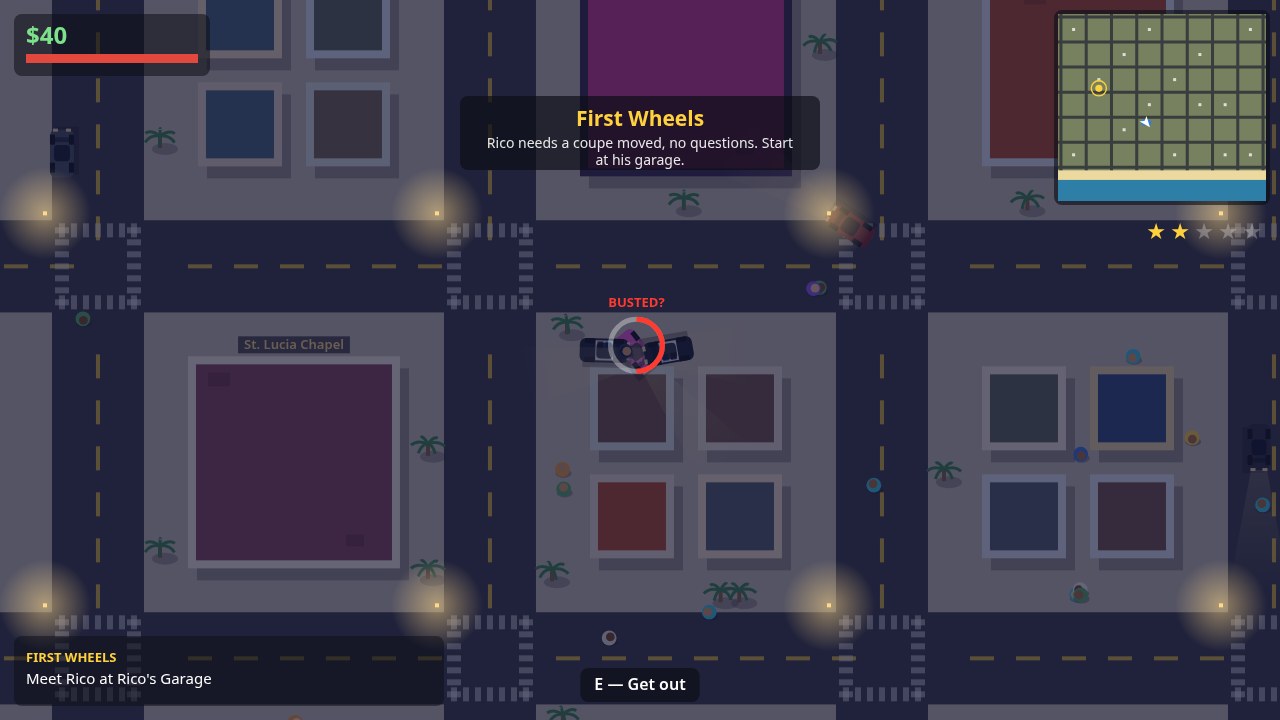 $40
First Wheels
Rico needs a coupe moved, no questions. Start
at his garage.
BUSTED?
St. Lucia Chapel
FIRST WHEELS
Meet Rico at Rico's Garage
E — Get out